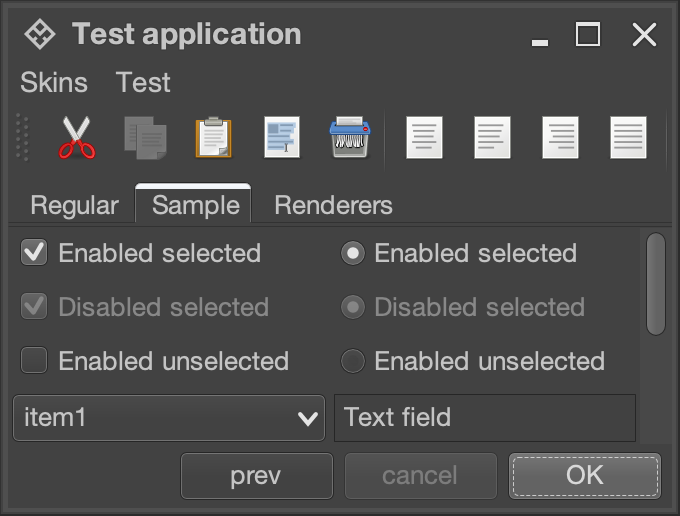 Test application
Skins Test
Regular Sample Renderers
Enabled selected Enabled selected
Disabled selected Disabled selected
Enabled unselected Enabled unselected
item1 Text field
prev cancel OK